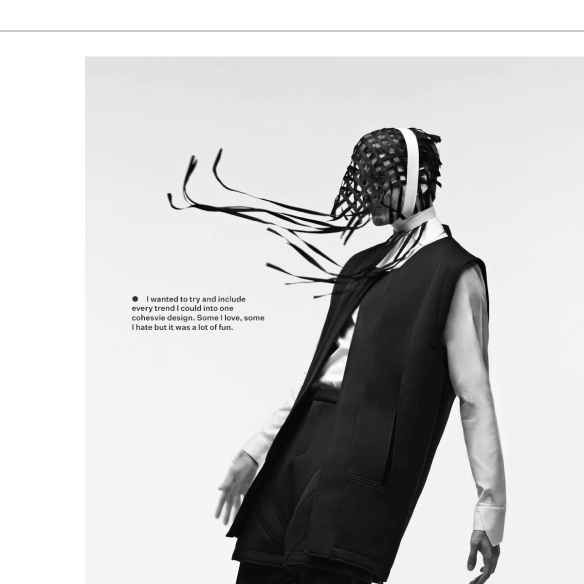 ● I wanted to try and include
every trend I could into one
cohesvie design. Some I love, some
I hate but it was a lot of fun.